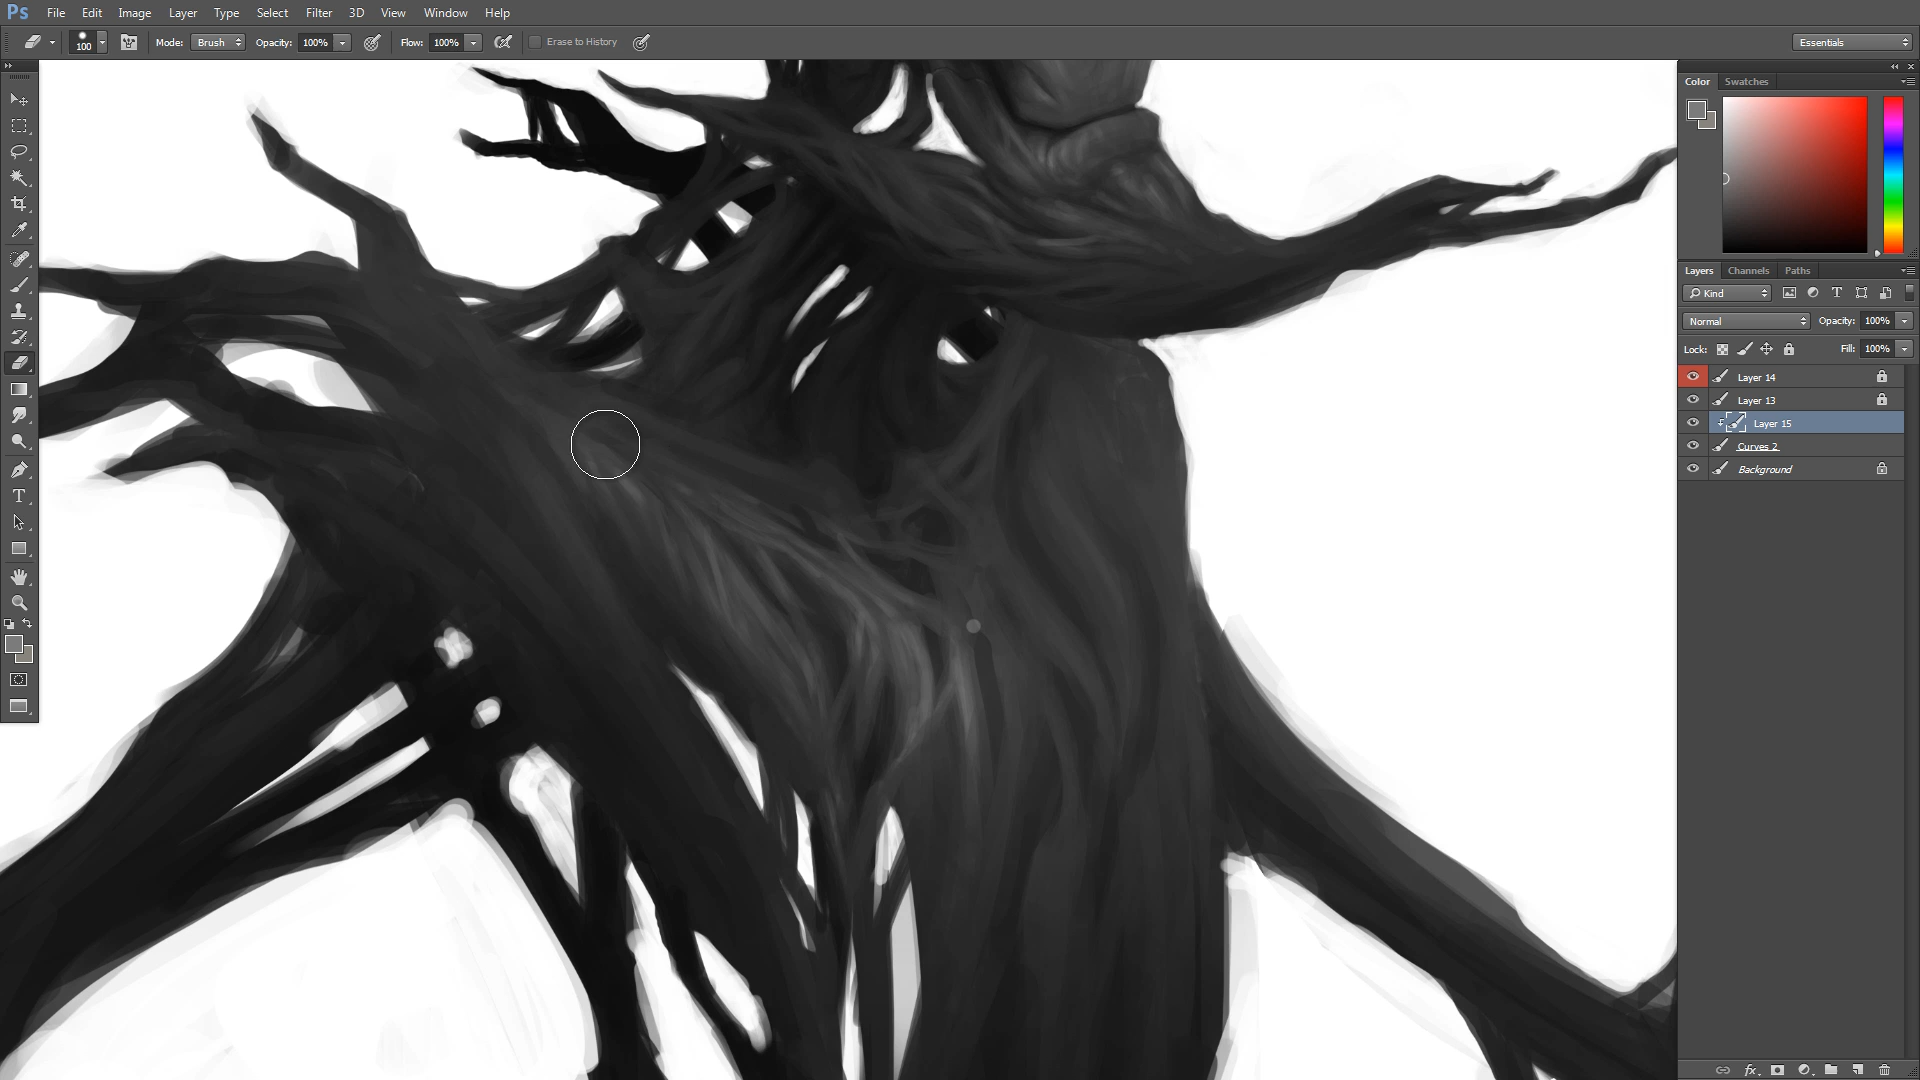 Ps File Edit Image Layer Type Select Filter 3D View Window Help
100 Mode: Brush Opacity: 100% Flow: 100% Erase to History Essentials
Color Swatches
Layers Channels Paths
Kind
Normal Opacity: 100%
Lock: Fill: 100%
Layer 14
Layer 13
Layer 15
Curves 2
Background